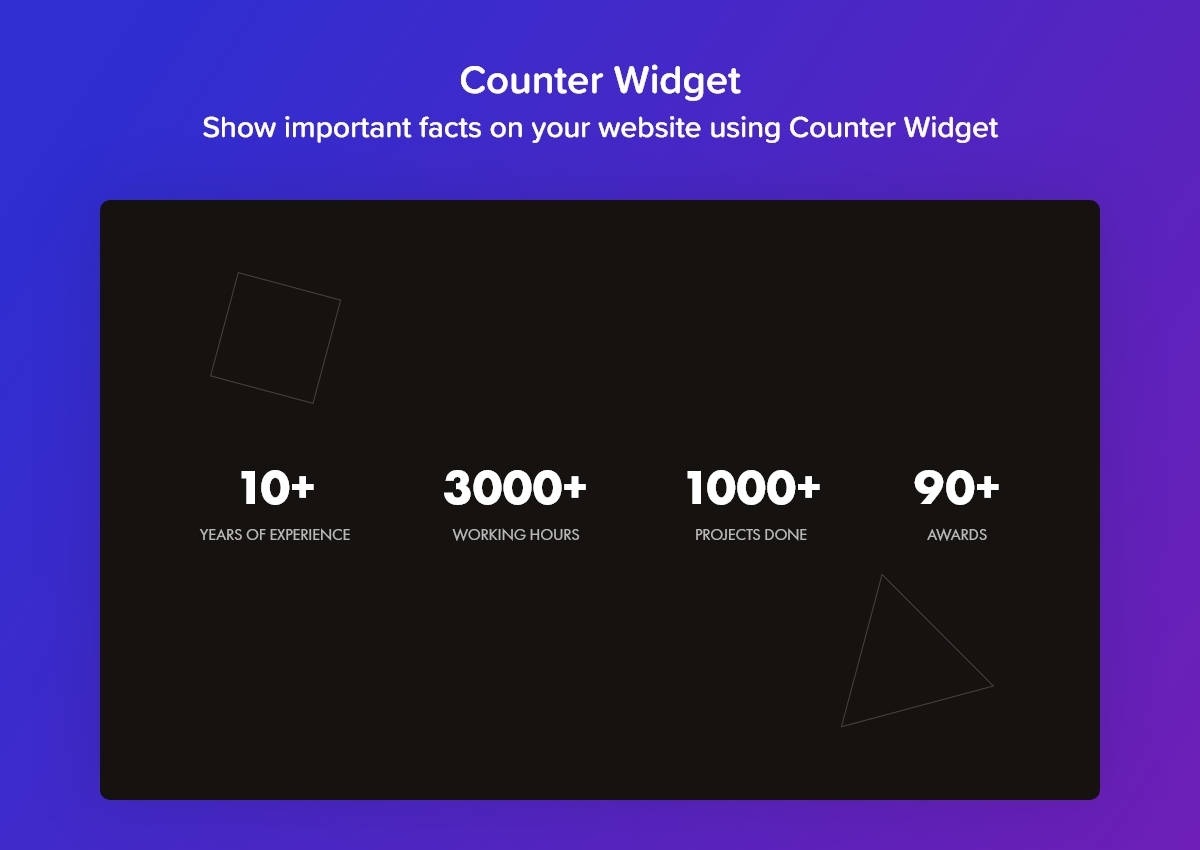 Counter Widget
Show important facts on your website using Counter Widget
10+ 3000+ 1000+ 90+
YEARS OF EXPERIENCE WORKING HOURS PROJECTS DONE AWARDS